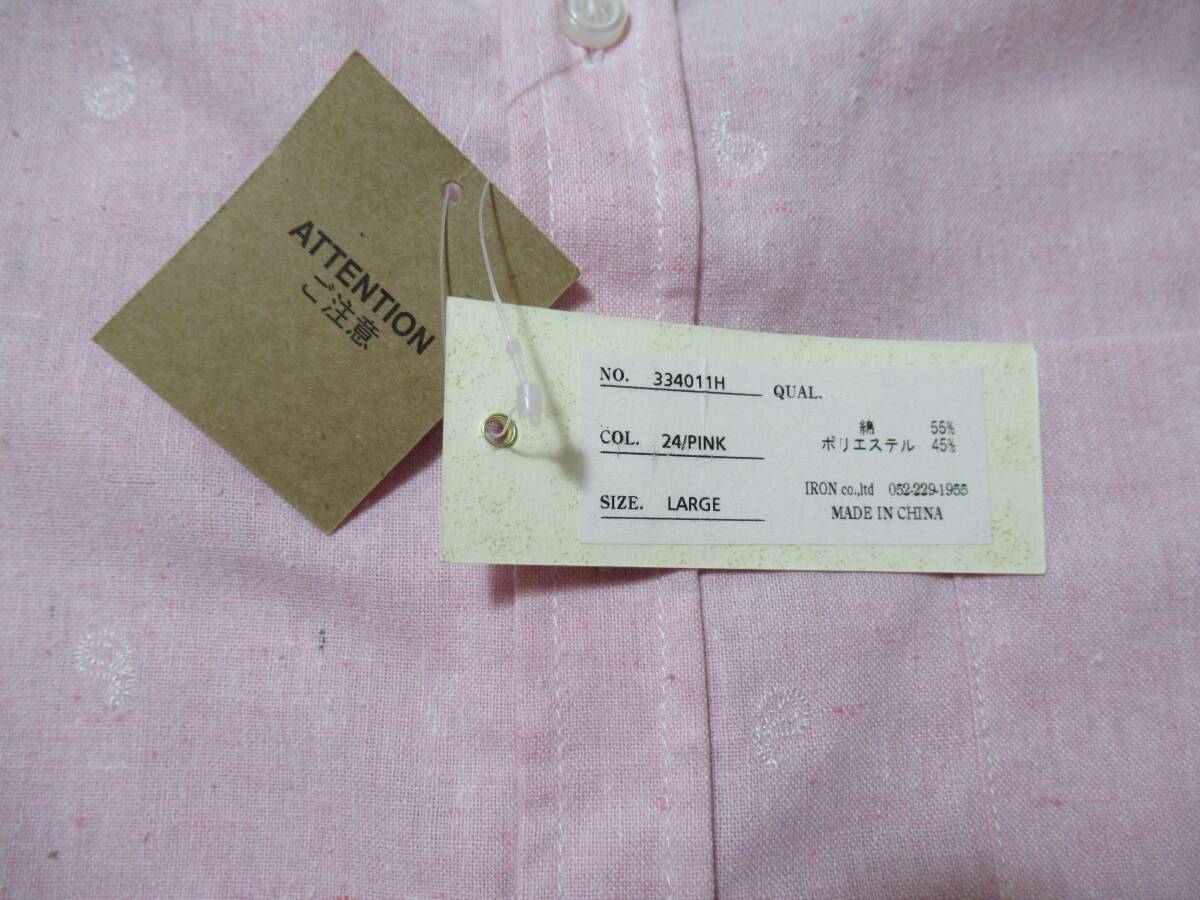 ATTENTION
ご注意
NO. 334011H
QUAL.
綿 55%
ポリエステル 45%
COL. 24/PINK
SIZE. LARGE
IRON co.,ltd 052-229-1955
MADE IN CHINA